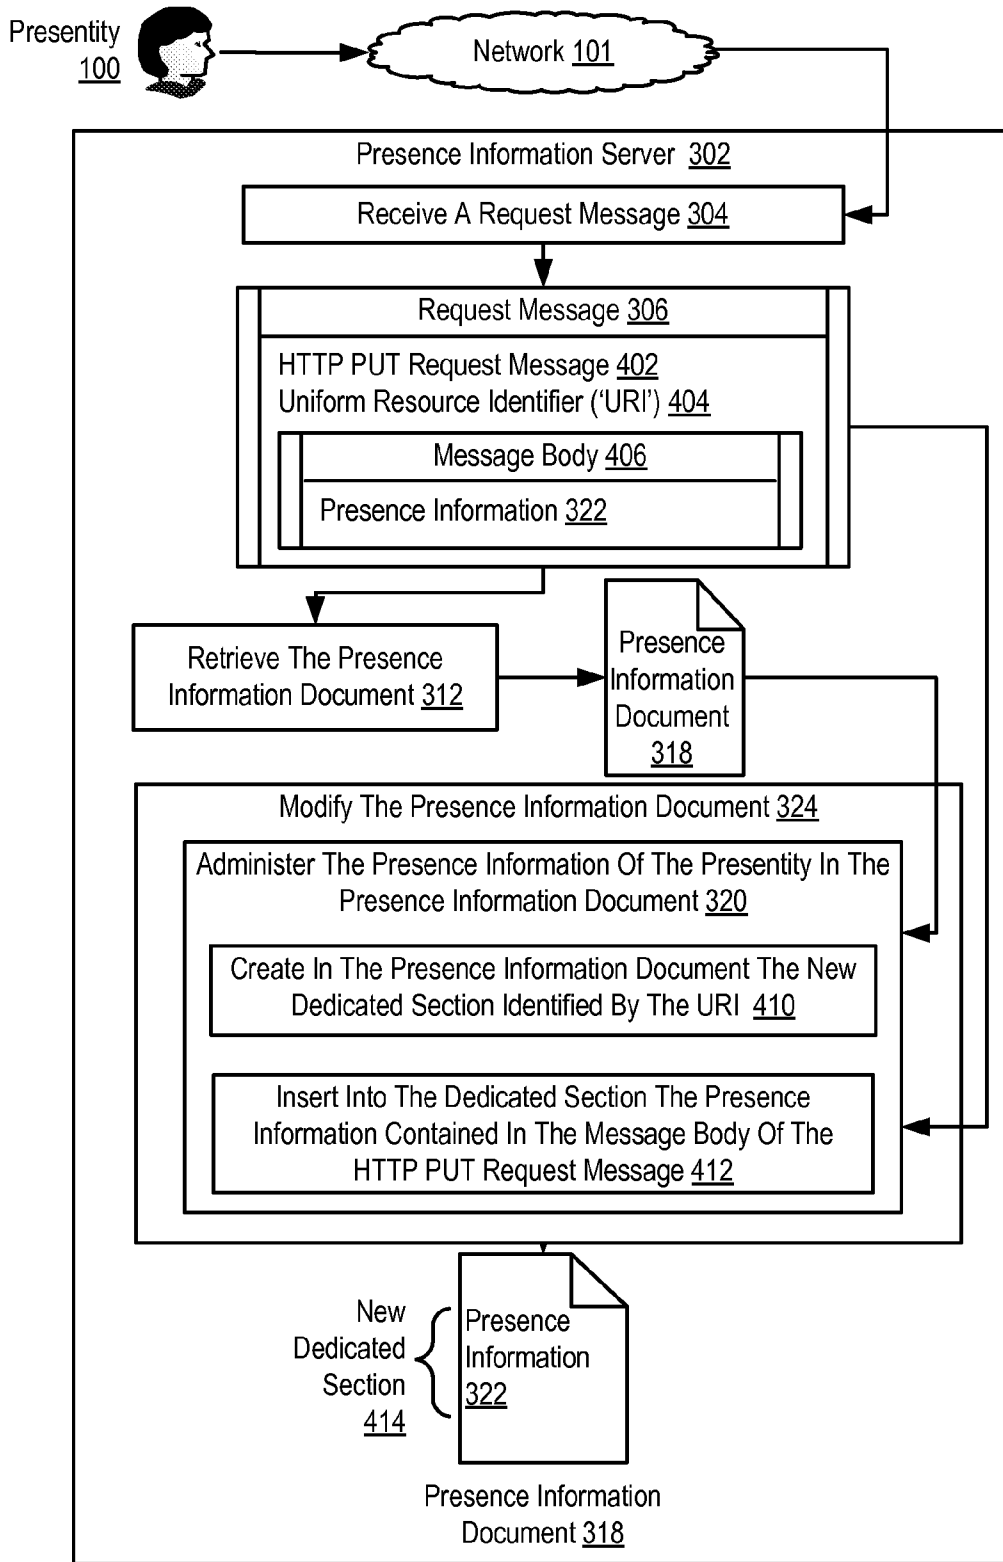 Presentity
100
Network 101
Presence Information Server 302
Receive A Request Message 304
Request Message 306
HTTP PUT Request Message 402
Uniform Resource Identifier (‘URI’) 404
Message Body 406
Presence Information 322
Retrieve The Presence
Information Document 312
Presence
Information
Document
318
Modify The Presence Information Document 324
Administer The Presence Information Of The Presentity In The
Presence Information Document 320
Create In The Presence Information Document The New
Dedicated Section Identified By The URI 410
Insert Into The Dedicated Section The Presence
Information Contained In The Message Body Of The
HTTP PUT Request Message 412
New
Dedicated
Section
414
Presence
Information
322
Presence Information
Document 318